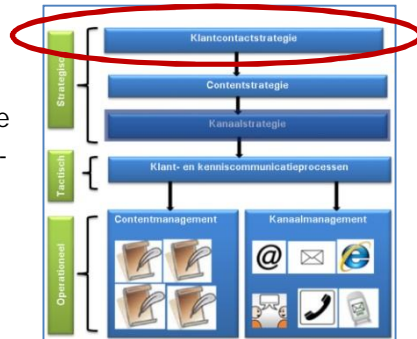 Klantcontactstrategie
Contentstrategie
Kanaalstrategie
Klant- en kenniscommunicatieprocessen
Contentmanagement
Kanaalmanagement
@
Strategisch
Tactisch
Operationeel
e
-